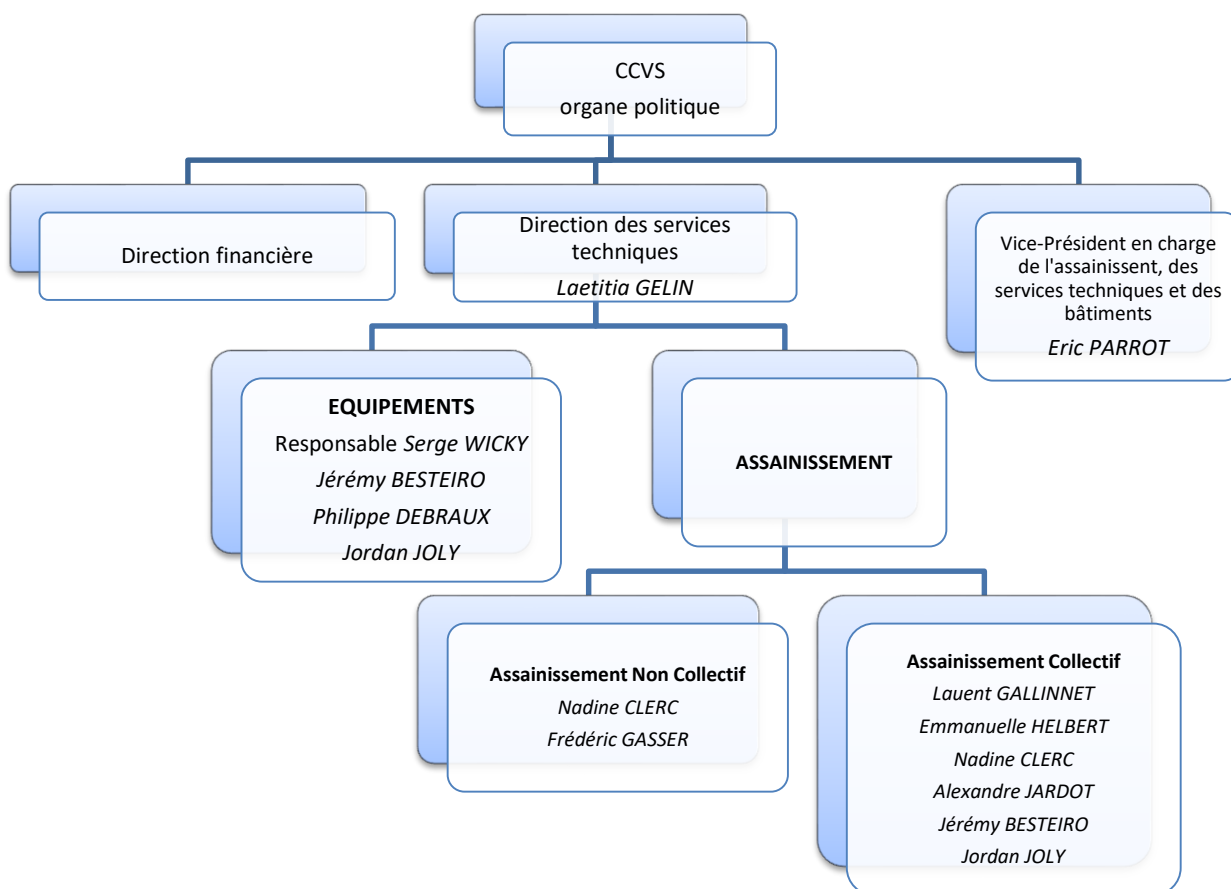 CCVS
organe politique
Direction financière
Direction des services
techniques
Laetitia GELIN
Vice-Président en charge
de l'assainissent, des
services techniques et des
bâtiments
Eric PARROT
EQUIPEMENTS
Responsable Serge WICKY
Jérémy BESTEIRO
Philippe DEBRAUX
Jordan JOLY
ASSAINISSEMENT
Assainissement Non Collectif
Nadine CLERC
Frédéric GASSER
Assainissement Collectif
Lauent GALLINNET
Emmanuelle HELBERT
Nadine CLERC
Alexandre JARDOT
Jérémy BESTEIRO
Jordan JOLY